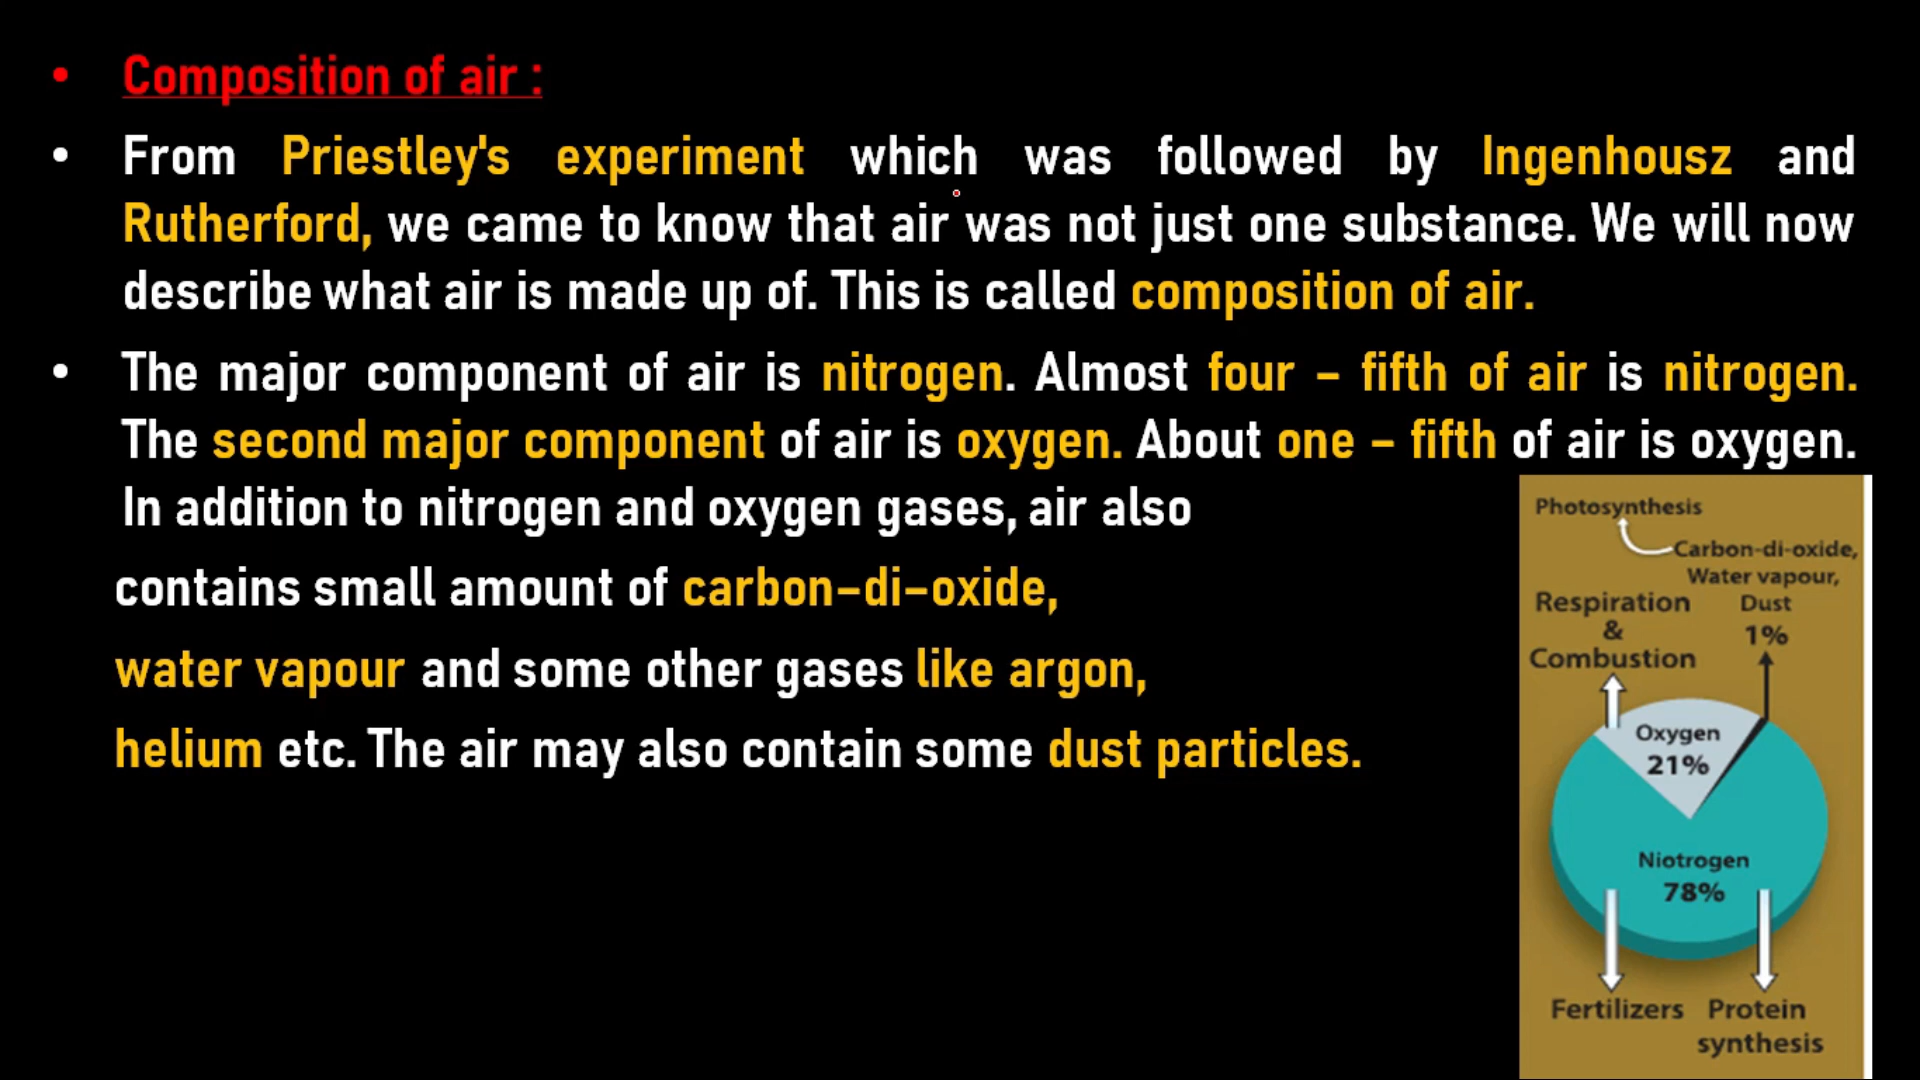 • Composition of air :
• From Priestley's experiment which was followed by Ingenhousz and
Rutherford, we came to know that air was not just one substance. We will now
describe what air is made up of. This is called composition of air.
• The major component of air is nitrogen. Almost four – fifth of air is nitrogen.
The second major component of air is oxygen. About one – fifth of air is oxygen.
In addition to nitrogen and oxygen gases, air also
contains small amount of carbon–di–oxide,
water vapour and some other gases like argon,
helium etc. The air may also contain some dust particles.
Photosynthesis
Carbon-di-oxide,
Water vapour,
Dust
1%
Respiration
&
Combustion
Oxygen
21%
Niotrogen
78%
Fertilizers
Protein
synthesis